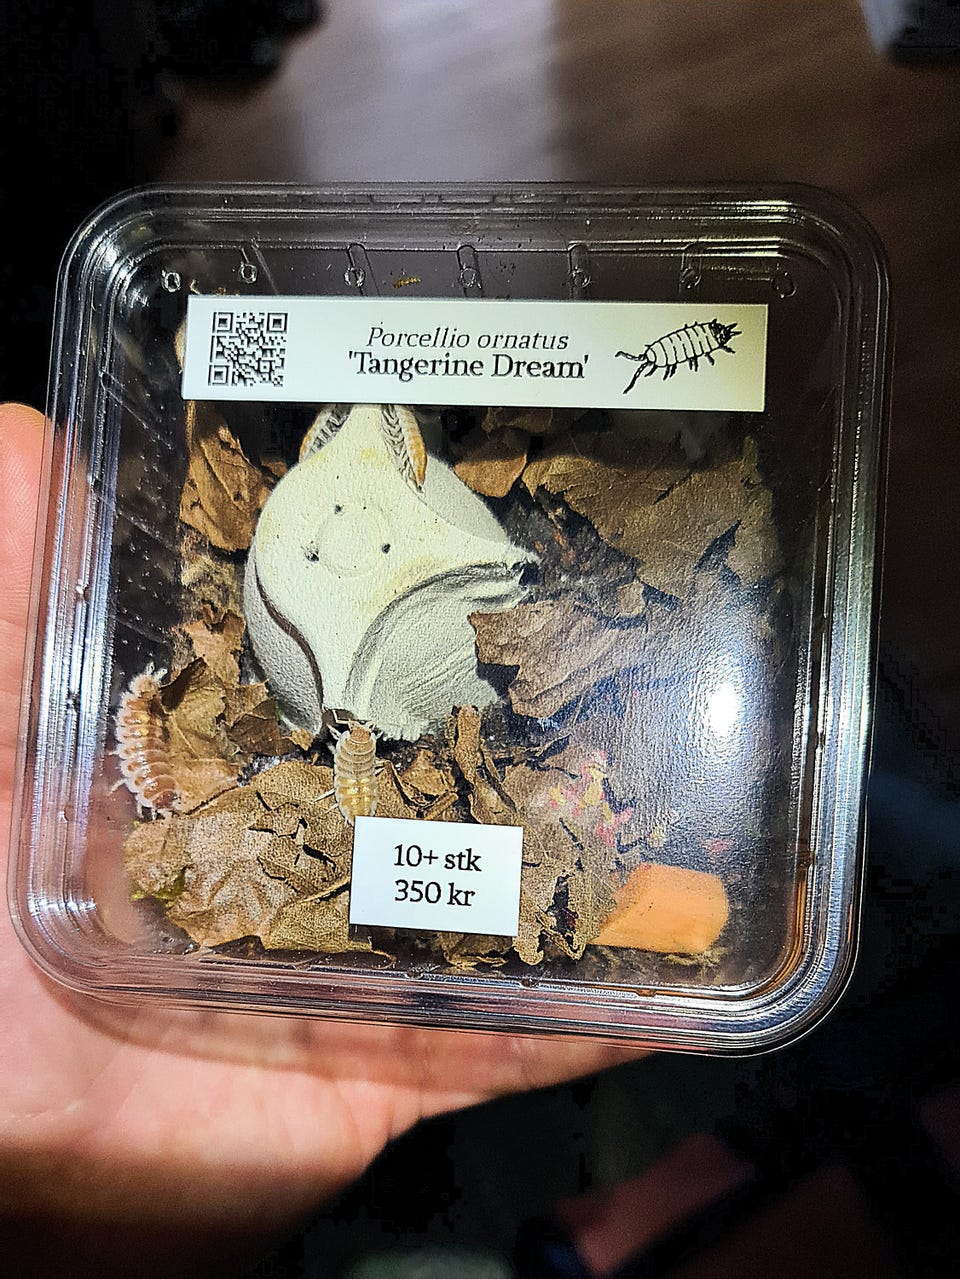 Porcellio ornatus
'Tangerine Dream'
10+ stk
350 kr